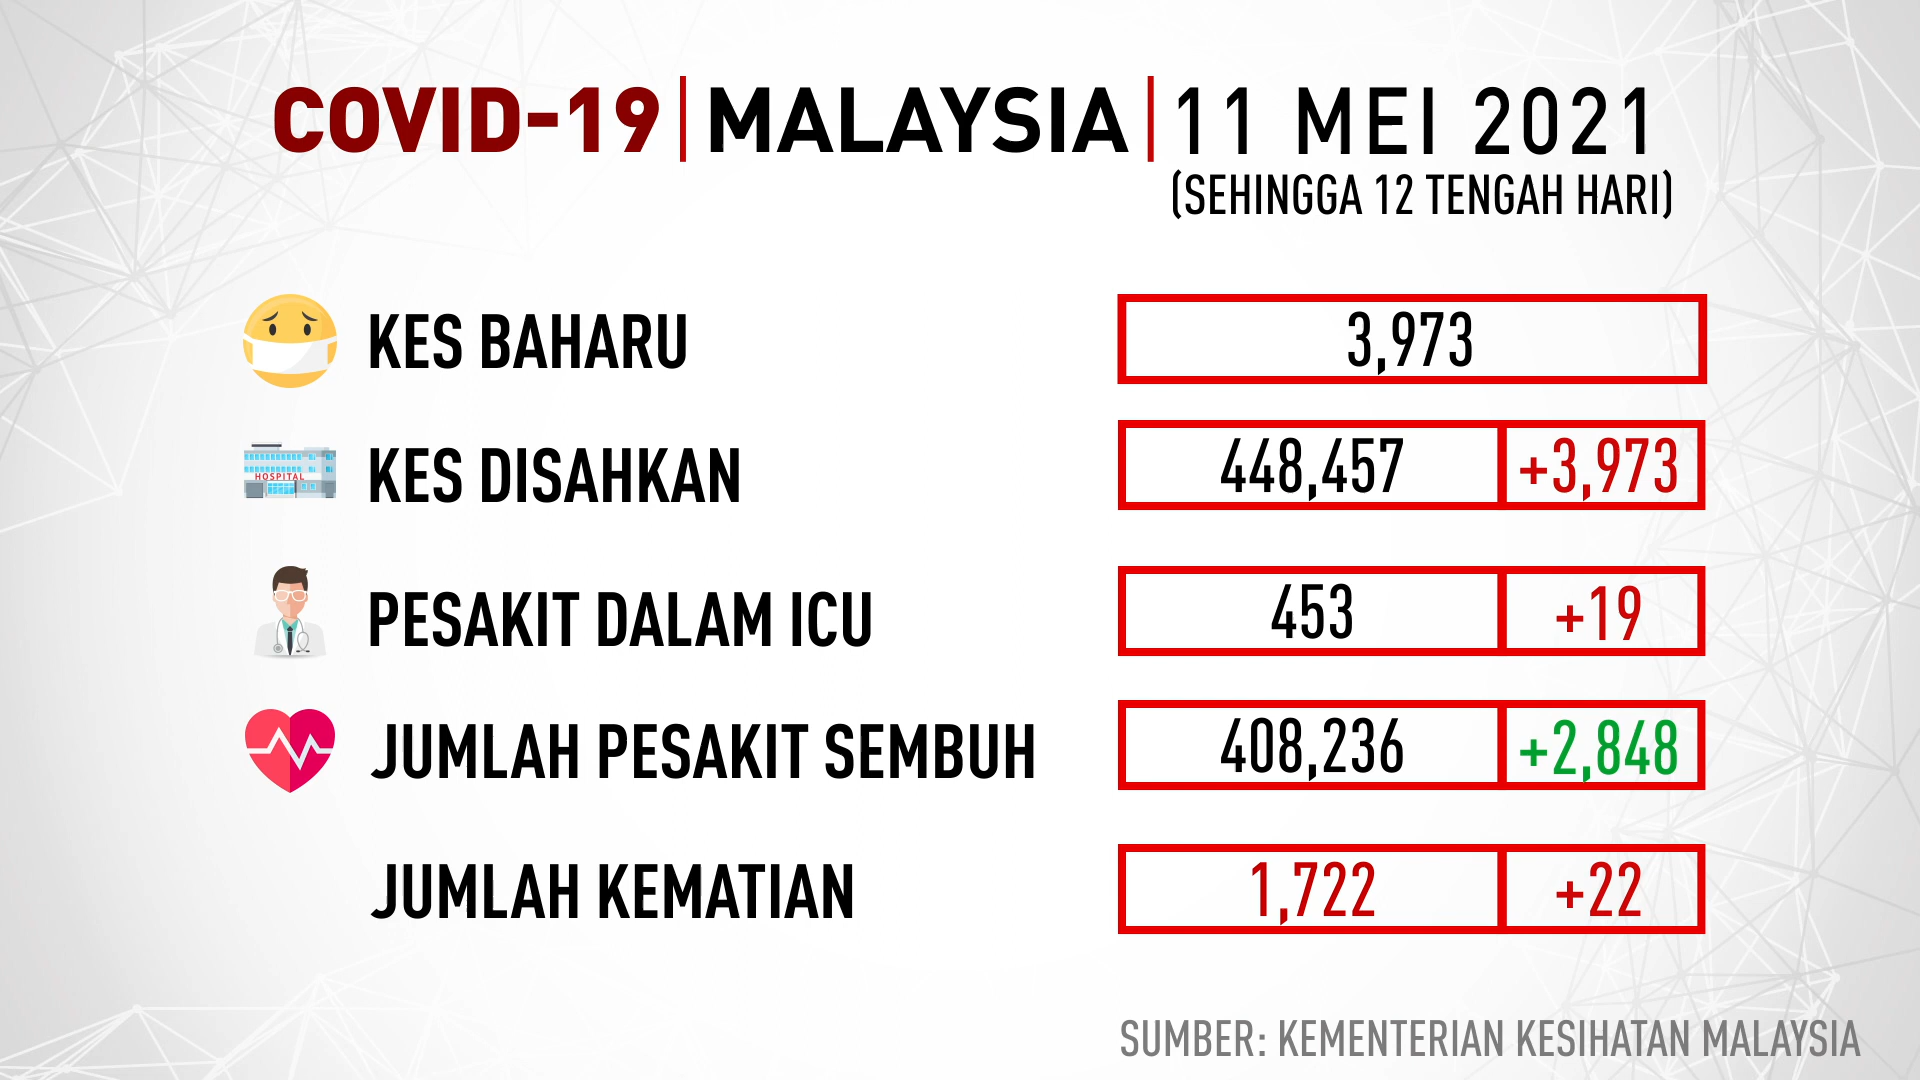 COVID-19 | MALAYSIA | 11 MEI 2021
(SEHINGGA 12 TENGAH HARI)
KES BAHARU 3,973
HOSPITAL
KES DISAHKAN 448,457 +3,973
PESAKIT DALAM ICU 453 +19
JUMLAH PESAKIT SEMBUH 408,236 +2,848
JUMLAH KEMATIAN 1,722 +22
SUMBER: KEMENTERIAN KESIHATAN MALAYSIA